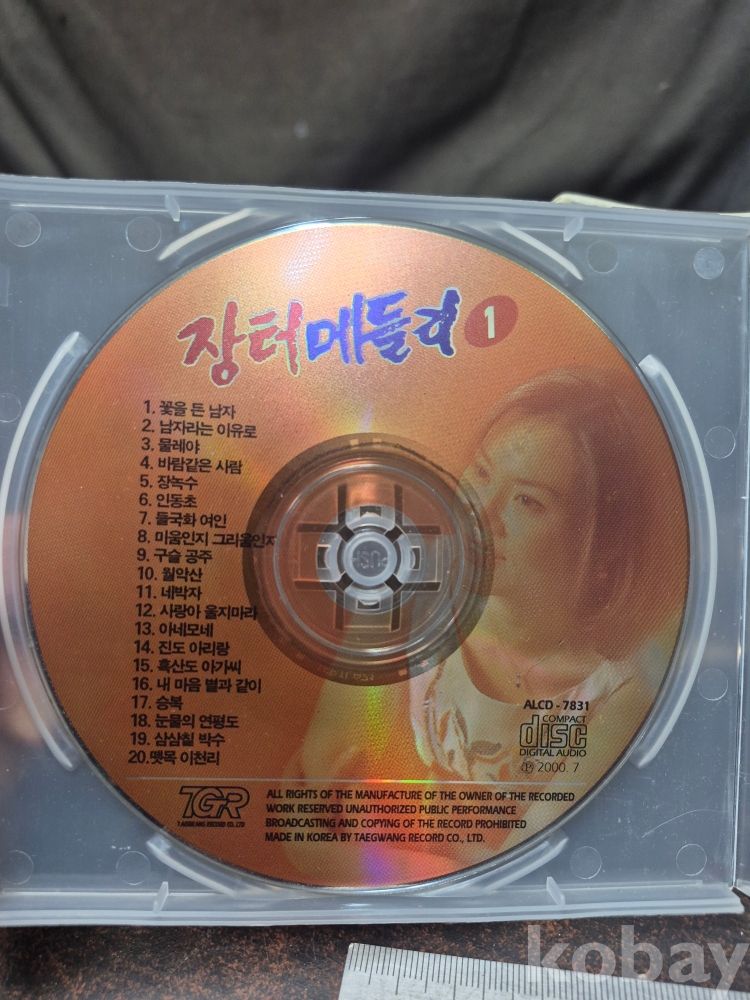 장터메들리 1
1. 꽃을 든 남자
2. 남자라는 이유로
3. 물레야
4. 바람같은 사람
5. 장녹수
6. 인동초
7. 들국화 여인
8. 미움인지 그리움인지
9. 구슬 공주
10. 월악산
11. 네박자
12. 사랑아 울지마라
13. 아네모네
14. 진도 아리랑
15. 흑산도 아가씨
16. 내 마음 별과 같이
17. 승복
18. 눈물의 연평도
19. 삼삼칠 박수
20.뗏목 이천리
ALCD - 7831
COMPACT
disc
DIGITAL AUDIO
℗ 2000. 7
TGR
TAEGWANG RECORD CO.,LTD
ALL RIGHTS OF THE MANUFACTURE OF THE OWNER OF THE RECORDED
WORK RESERVED UNAUTHORIZED PUBLIC PERFORMANCE
BROADCASTING AND COPYING OF THE RECORD PROHIBITED
MADE IN KOREA BY TAEGWANG RECORD CO., LTD.
kobay